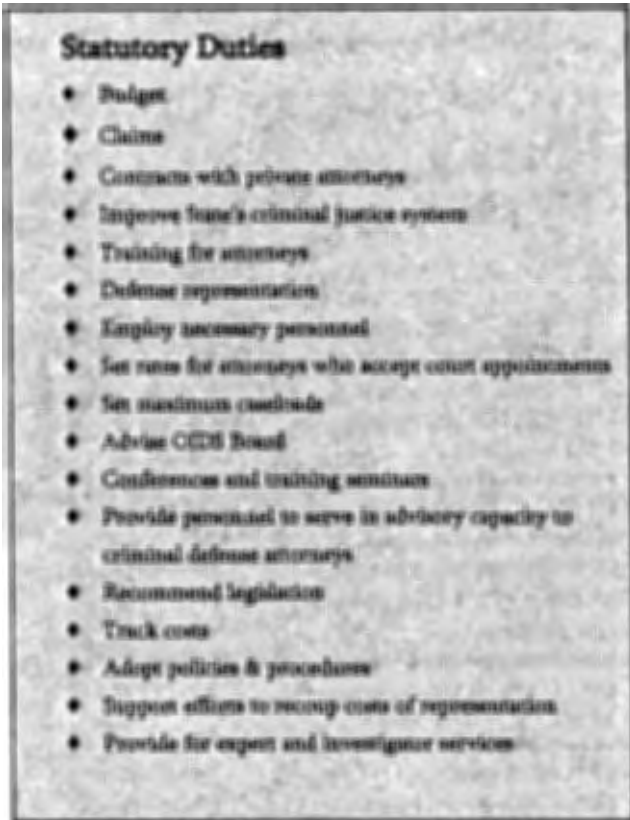 Statutory Duties
♦ Budget
♦ Claims
♦ Contracts with private attorneys
♦ Improve State's criminal justice system
♦ Training for attorneys
♦ Defense representation
♦ Employ necessary personnel
♦ Set rates for attorneys who accept court appointments
♦ Set maximum caseloads
♦ Advise OIDS Board
♦ Conferences and training seminars
♦ Provide personnel to serve in advisory capacity to
criminal defense attorneys
♦ Recommend legislation
♦ Track costs
♦ Adopt policies & procedures
♦ Support efforts to recoup costs of representation
♦ Provide for expert and investigator services